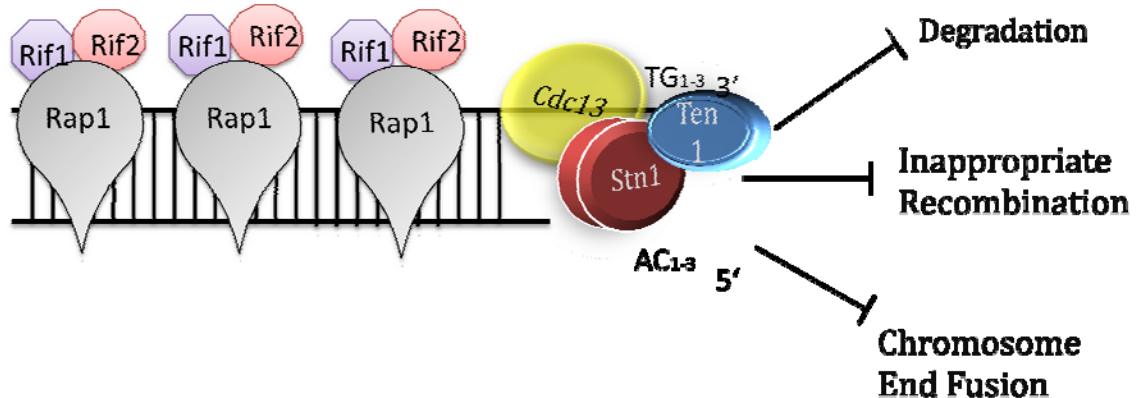 Rif1 Rif2 Rif1 Rif2 Rif1 Rif2
Rap1 Rap1 Rap1
Cdc13
TG1-3 3‘
Ten
1
Stn1
AC1-3 5‘
Degradation
Inappropriate
Recombination
Chromosome
End Fusion